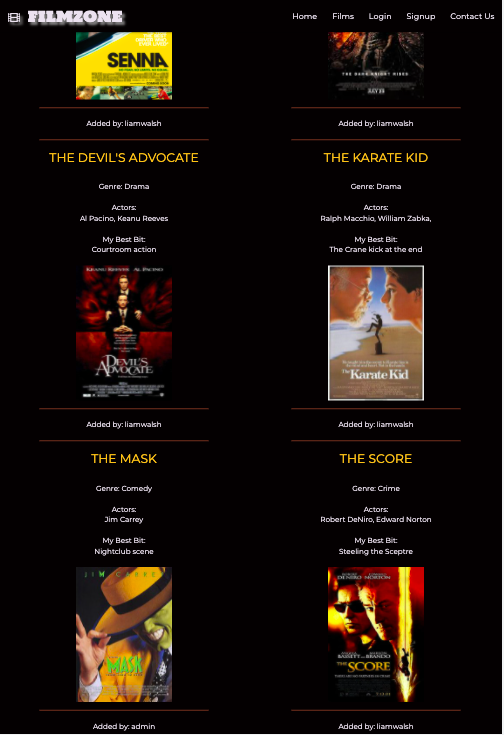 FILMZONE
Home Films Login Signup Contact Us
SENNA
THE DARK KNIGHT RISES
Added by: liamwalsh
Added by: liamwalsh
THE DEVIL'S ADVOCATE
Genre: Drama
Actors:
Al Pacino, Keanu Reeves
My Best Bit:
Courtroom action
KEANU REEVES AL PACINO
DEVIL'S
ADVOCATE
Added by: liamwalsh
THE KARATE KID
Genre: Drama
Actors:
Ralph Macchio, William Zabka,
My Best Bit:
The Crane kick at the end
The Karate Kid
Added by: liamwalsh
THE MASK
Genre: Comedy
Actors:
Jim Carrey
My Best Bit:
Nightclub scene
JIM CARREY
MASK
Added by: admin
THE SCORE
Genre: Crime
Actors:
Robert DeNiro, Edward Norton
My Best Bit:
Steeling the Sceptre
DENIRO NORTON
BASSETT BRANDO
THE SCORE
Added by: liamwalsh